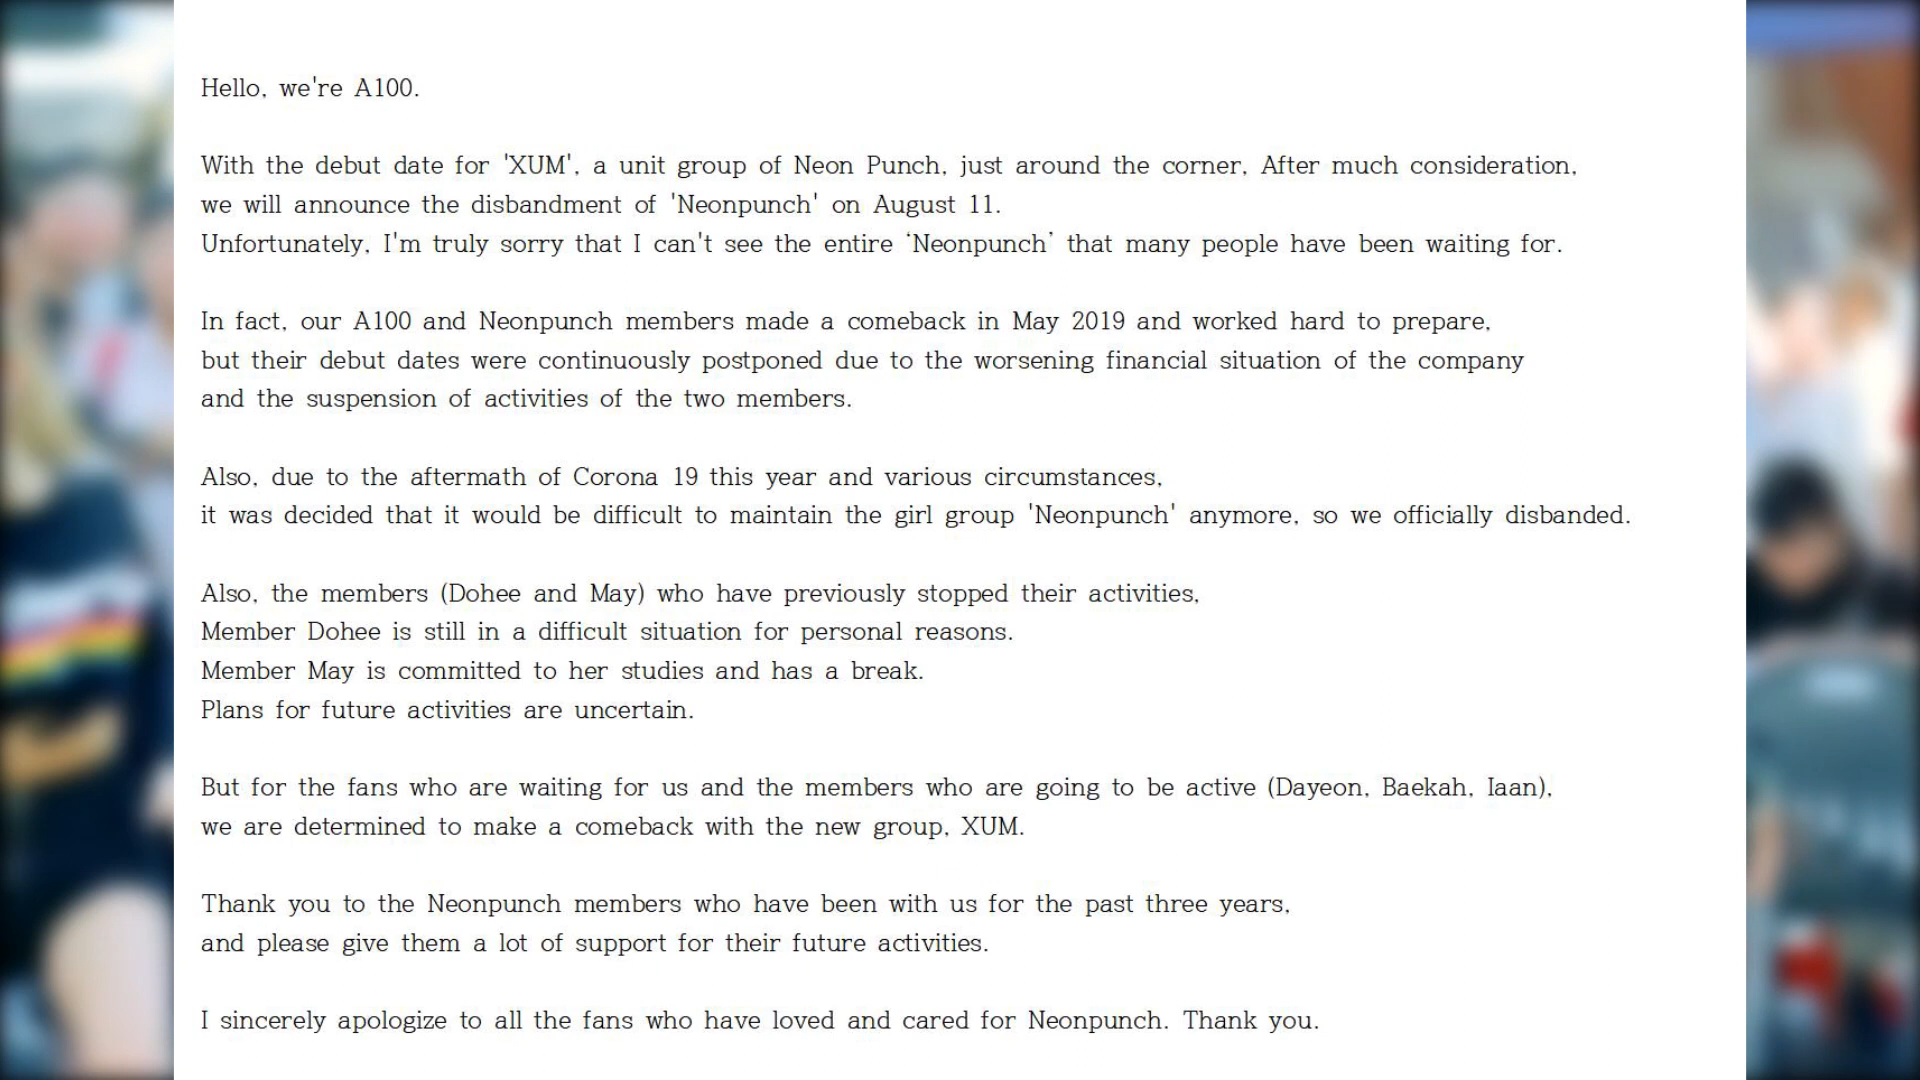 Hello, we're A100.
With the debut date for 'XUM', a unit group of Neon Punch, just around the corner, After much consideration,
we will announce the disbandment of 'Neonpunch' on August 11.
Unfortunately, I'm truly sorry that I can't see the entire ‘Neonpunch’ that many people have been waiting for.
In fact, our A100 and Neonpunch members made a comeback in May 2019 and worked hard to prepare,
but their debut dates were continuously postponed due to the worsening financial situation of the company
and the suspension of activities of the two members.
Also, due to the aftermath of Corona 19 this year and various circumstances,
it was decided that it would be difficult to maintain the girl group 'Neonpunch' anymore, so we officially disbanded.
Also, the members (Dohee and May) who have previously stopped their activities,
Member Dohee is still in a difficult situation for personal reasons.
Member May is committed to her studies and has a break.
Plans for future activities are uncertain.
But for the fans who are waiting for us and the members who are going to be active (Dayeon, Baekah, Iaan),
we are determined to make a comeback with the new group, XUM.
Thank you to the Neonpunch members who have been with us for the past three years,
and please give them a lot of support for their future activities.
I sincerely apologize to all the fans who have loved and cared for Neonpunch. Thank you.